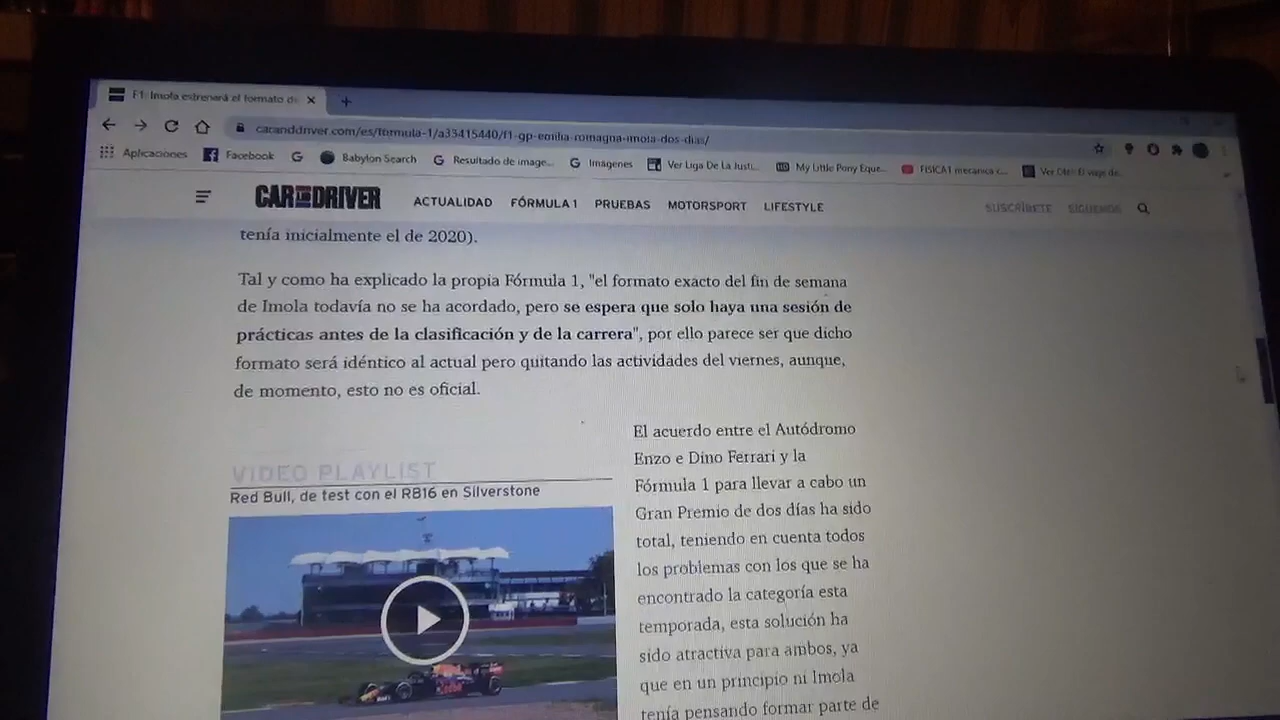 F1: Imola estrenará el formato de
caranddriver.com/es/formula-1/a33415440/f1-gp-emilia-romagna-imola-dos-dias/
Aplicaciones Facebook Babylon Search Resultado de image... Imágenes Ver Liga De La Justi... My Little Pony Eque... FISICA1 mecanica c... Ver
CAR AND DRIVER ACTUALIDAD FÓRMULA 1 PRUEBAS MOTORSPORT LIFESTYLE SUSCRÍBETE SÍGUENOS
tenía inicialmente el de 2020).
Tal y como ha explicado la propia Fórmula 1, "el formato exacto del fin de semana
de Imola todavía no se ha acordado, pero se espera que solo haya una sesión de
prácticas antes de la clasificación y de la carrera", por ello parece ser que dicho
formato será idéntico al actual pero quitando las actividades del viernes, aunque,
de momento, esto no es oficial.
VIDEO PLAYLIST
Red Bull, de test con el RB16 en Silverstone
El acuerdo entre el Autódromo
Enzo e Dino Ferrari y la
Fórmula 1 para llevar a cabo un
Gran Premio de dos días ha sido
total, teniendo en cuenta todos
los problemas con los que se ha
encontrado la categoría esta
temporada, esta solución ha
sido atractiva para ambos, ya
que en un principio ni Imola
tenía pensando formar parte de